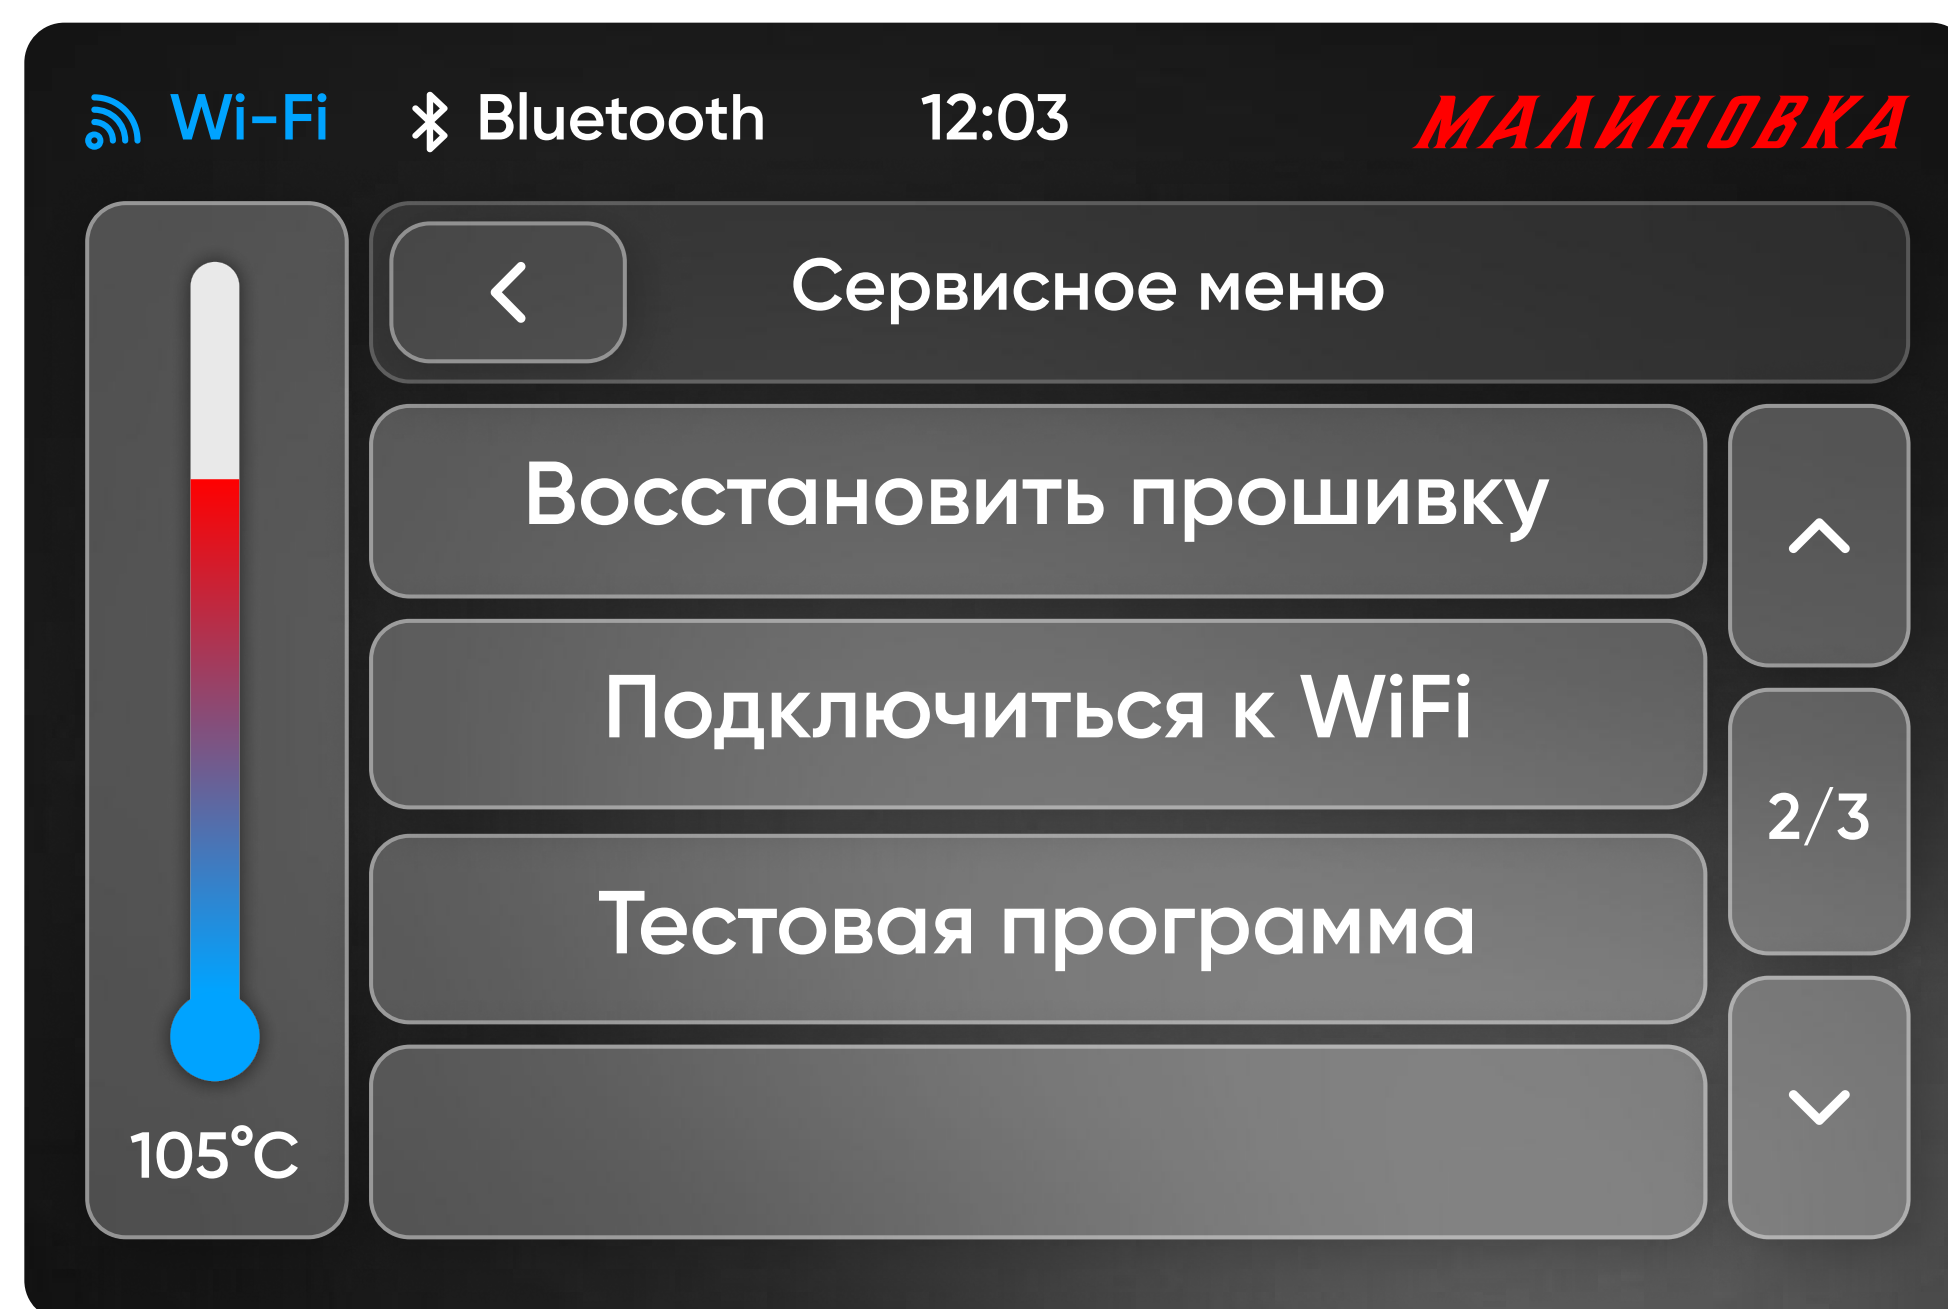 Wi-Fi Bluetooth 12:03 МАЛИНОВКА
Сервисное меню
Восстановить прошивку
Подключиться к WiFi
2/3
Тестовая программа
105°C